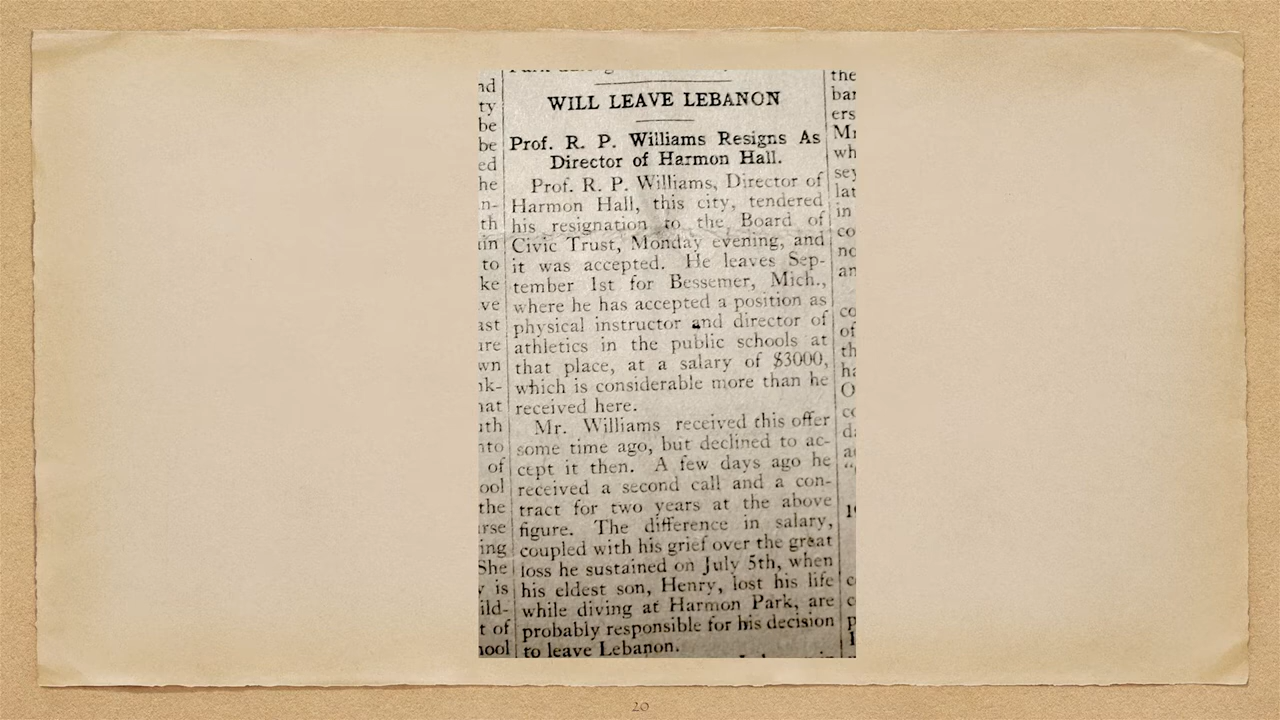 WILL LEAVE LEBANON
Prof. R. P. Williams Resigns As
Director of Harmon Hall.
Prof. R. P. Williams, Director of
Harmon Hall, this city, tendered
his resignation to the Board of
Civic Trust, Monday evening, and
it was accepted. He leaves Sep-
tember 1st for Bessemer, Mich.,
where he has accepted a position as
physical instructor and director of
athletics in the public schools at
that place, at a salary of $3000,
which is considerable more than he
received here.
Mr. Williams received this offer
some time ago, but declined to ac-
cept it then. A few days ago he
received a second call and a con-
tract for two years at the above
figure. The difference in salary,
coupled with his grief over the great
loss he sustained on July 5th, when
his eldest son, Henry, lost his life
while diving at Harmon Park, are
probably responsible for his decision
to leave Lebanon.
20